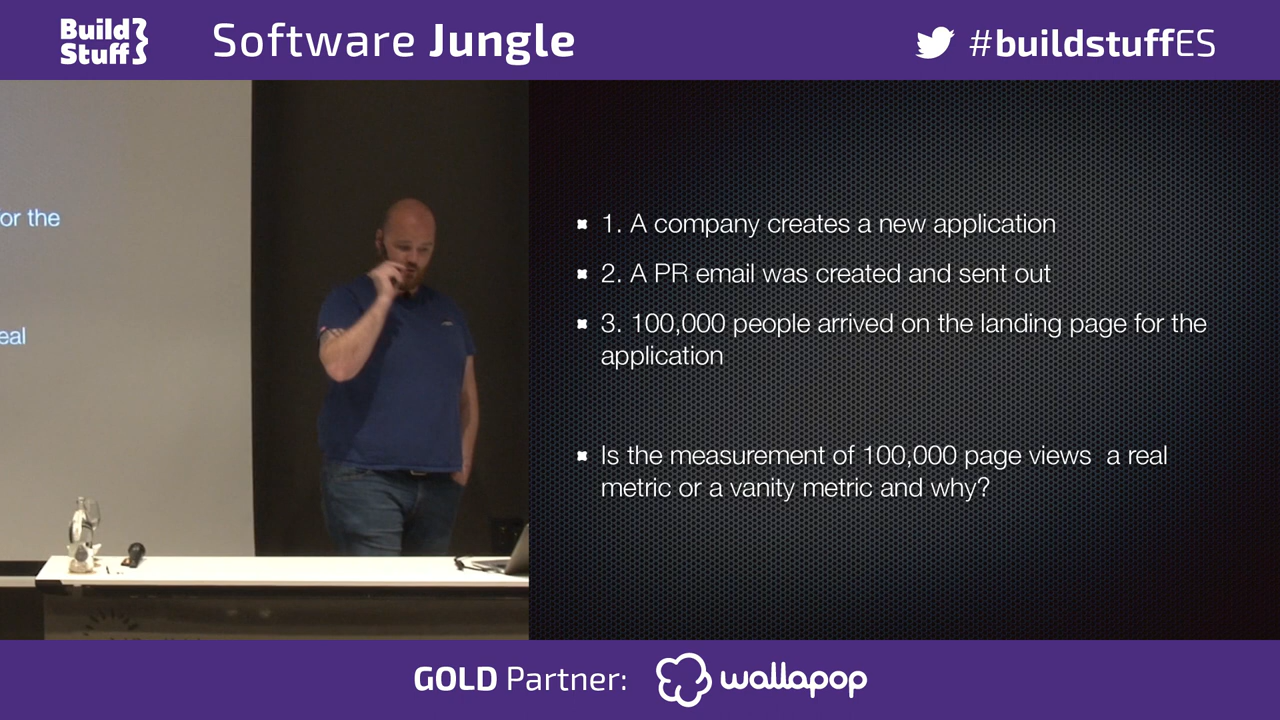 Build
Stuff
Software Jungle
#buildstuffES
or the
eal
1. A company creates a new application
2. A PR email was created and sent out
3. 100,000 people arrived on the landing page for the
application
Is the measurement of 100,000 page views a real
metric or a vanity metric and why?
GOLD Partner:
wallapop